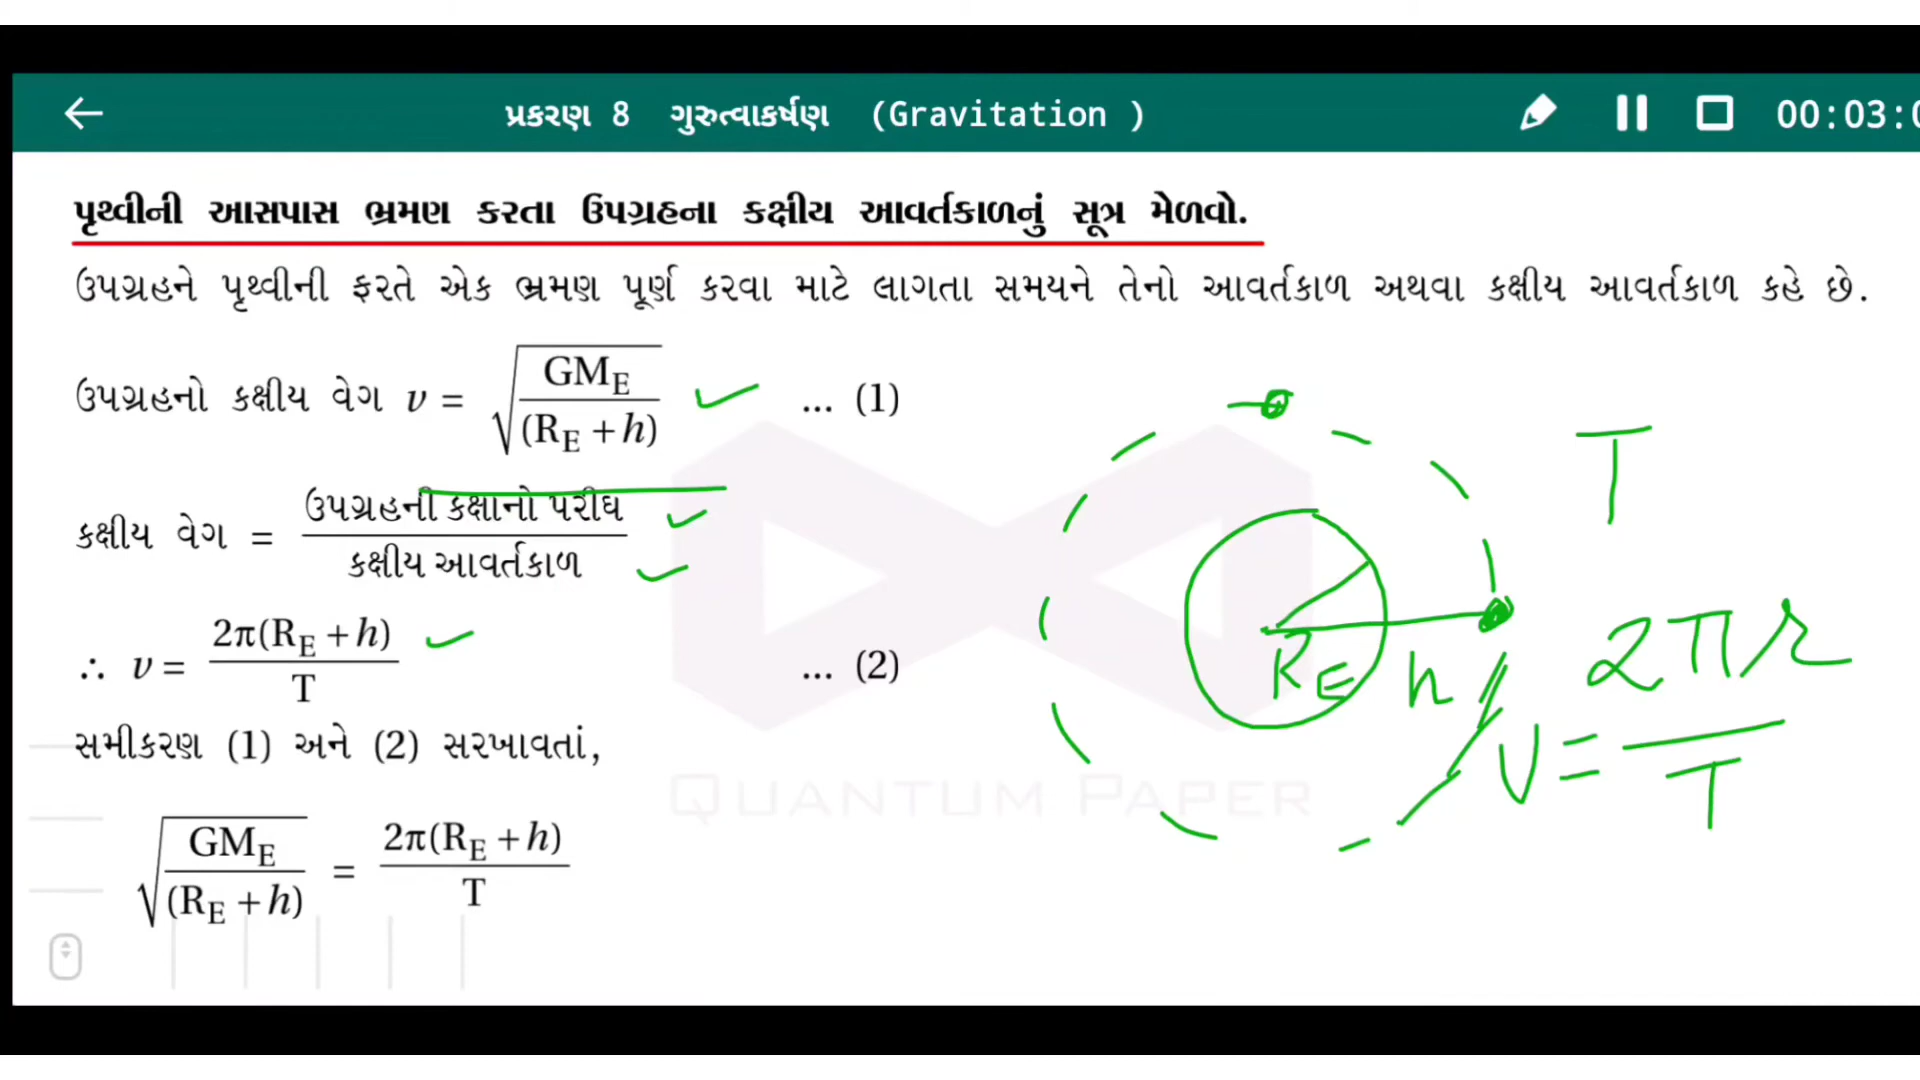 પ્રકરણ 8 ગુરુત્વાકર્ષણ (Gravitation )
00:03:0
પૃથ્વીની આસપાસ ભ્રમણ કરતા ઉપગ્રહના કક્ષીય આવર્તકાળનું સૂત્ર મેળવો.
ઉપગ્રહને પૃથ્વીની ફરતે એક ભ્રમણ પૂર્ણ કરવા માટે લાગતા સમયને તેનો આવર્તકાળ અથવા કક્ષીય આવર્તકાળ કહે છે.
ઉપગ્રહનો કક્ષીય વેગ v = √(GM_E / (R_E + h)) ... (1)
કક્ષીય વેગ = ઉપગ્રહની કક્ષાનો પરીઘ / કક્ષીય આવર્તકાળ
∴ v = 2π(R_E + h) / T ... (2)
સમીકરણ (1) અને (2) સરખાવતાં,
√(GM_E / (R_E + h)) = 2π(R_E + h) / T
T
R_E h
v = 2πr / T
QUANTUM PAPER